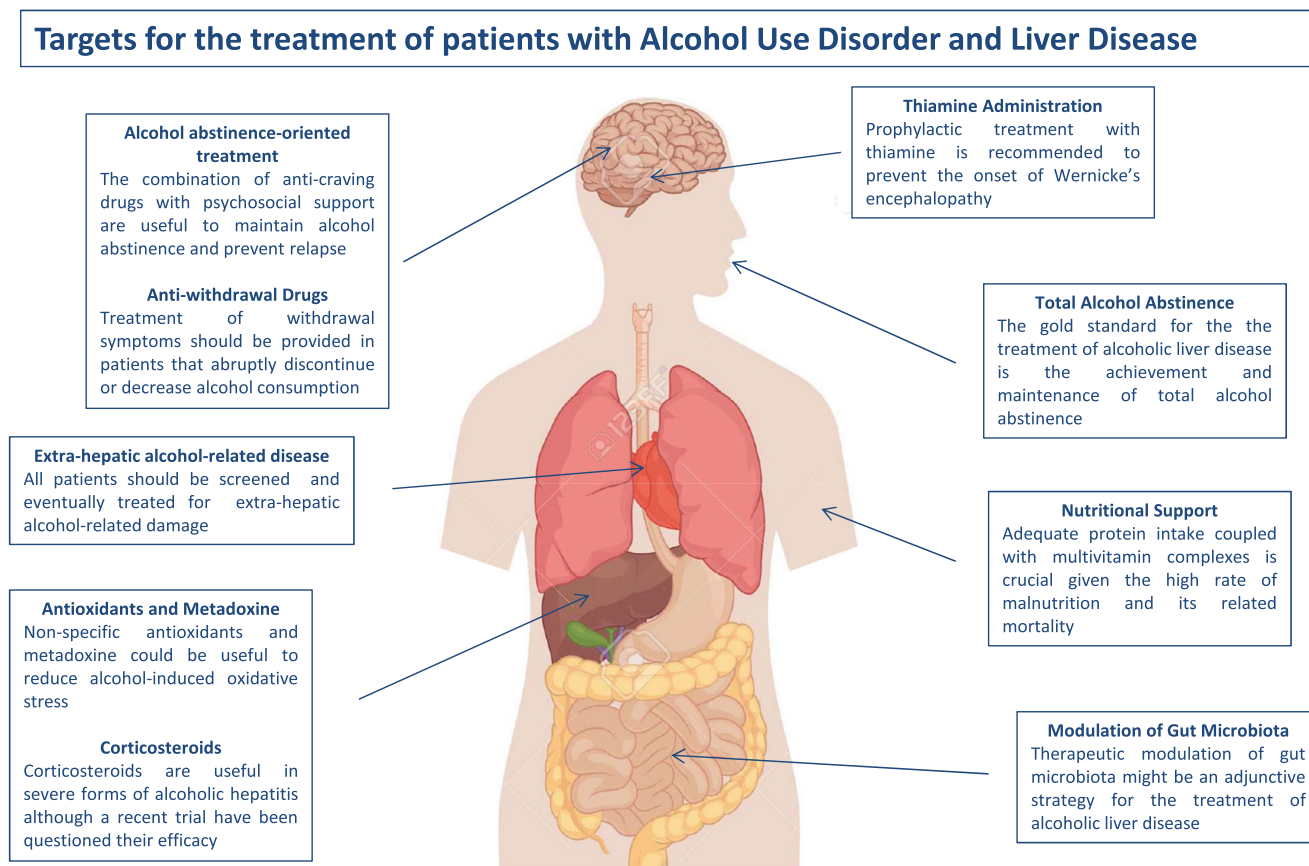 Targets for the treatment of patients with Alcohol Use Disorder and Liver Disease
Alcohol abstinence-oriented
treatment
The combination of anti-craving
drugs with psychosocial support
are useful to maintain alcohol
abstinence and prevent relapse
Anti-withdrawal Drugs
Treatment of withdrawal
symptoms should be provided in
patients that abruptly discontinue
or decrease alcohol consumption
Extra-hepatic alcohol-related disease
All patients should be screened and
eventually treated for extra-hepatic
alcohol-related damage
Antioxidants and Metadoxine
Non-specific antioxidants and
metadoxine could be useful to
reduce alcohol-induced oxidative
stress
Corticosteroids
Corticosteroids are useful in
severe forms of alcoholic hepatitis
although a recent trial have been
questioned their efficacy
Thiamine Administration
Prophylactic treatment with
thiamine is recommended to
prevent the onset of Wernicke's
encephalopathy
Total Alcohol Abstinence
The gold standard for the the
treatment of alcoholic liver disease
is the achievement and
maintenance of total alcohol
abstinence
Nutritional Support
Adequate protein intake coupled
with multivitamin complexes is
crucial given the high rate of
malnutrition and its related
mortality
Modulation of Gut Microbiota
Therapeutic modulation of gut
microbiota might be an adjunctive
strategy for the treatment of
alcoholic liver disease
123RF